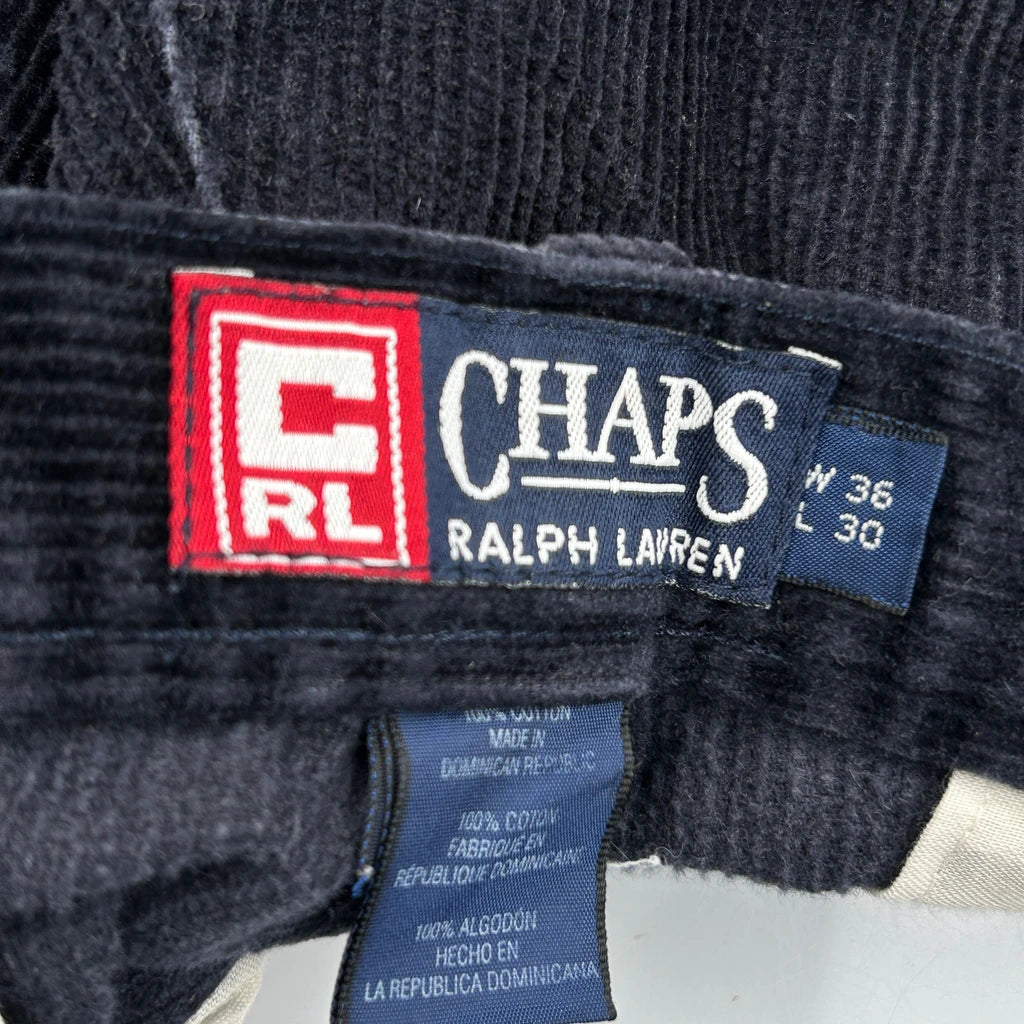 C
RL
CHAPS
RALPH LAUREN
W 36
L 30
100% COTTON
MADE IN
DOMINICAN REPUBLIC
100% COTON
FABRIQUE EN
RÉPUBLIQUE DOMINICAINE
100% ALGODÓN
HECHO EN
LA REPUBLICA DOMINICANA